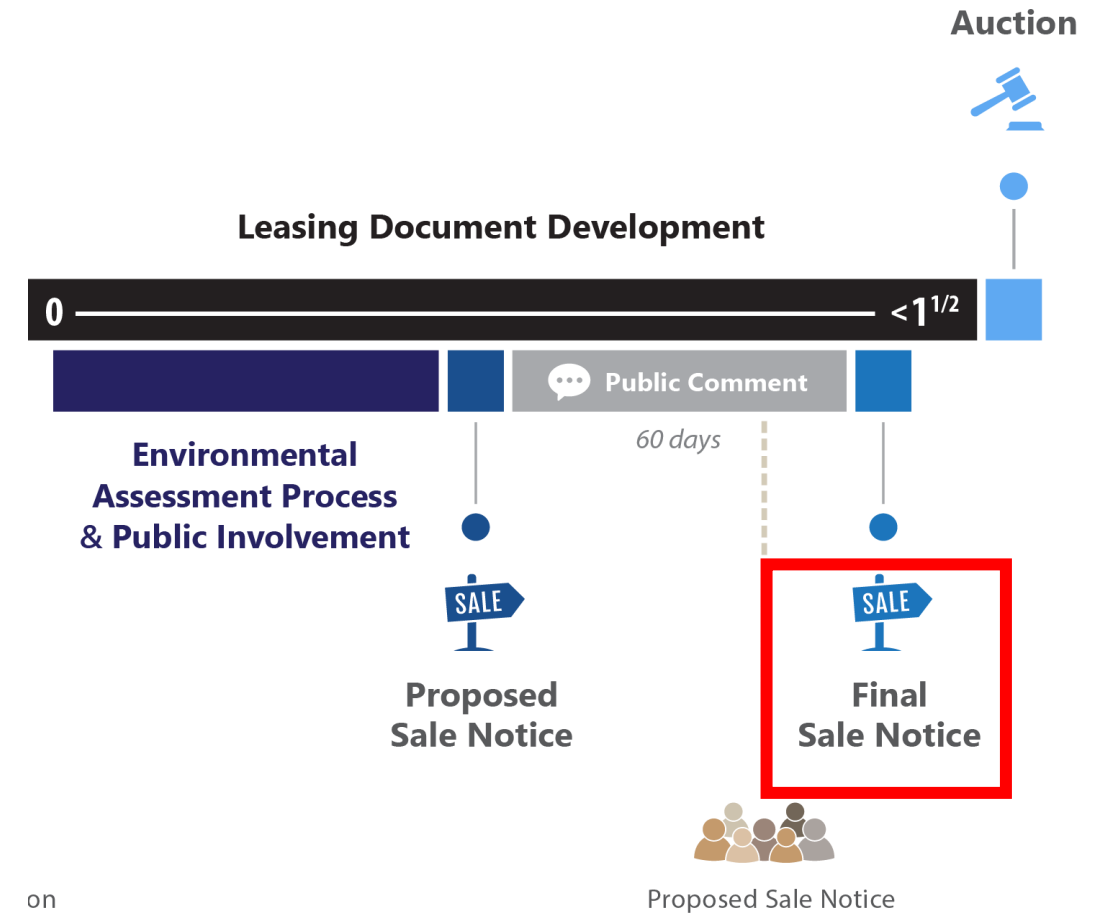 Auction
Leasing Document Development
0 <1 1/2
Public Comment
60 days
Environmental
Assessment Process
& Public Involvement
SALE
SALE
Proposed
Sale Notice
Final
Sale Notice
on
Proposed Sale Notice